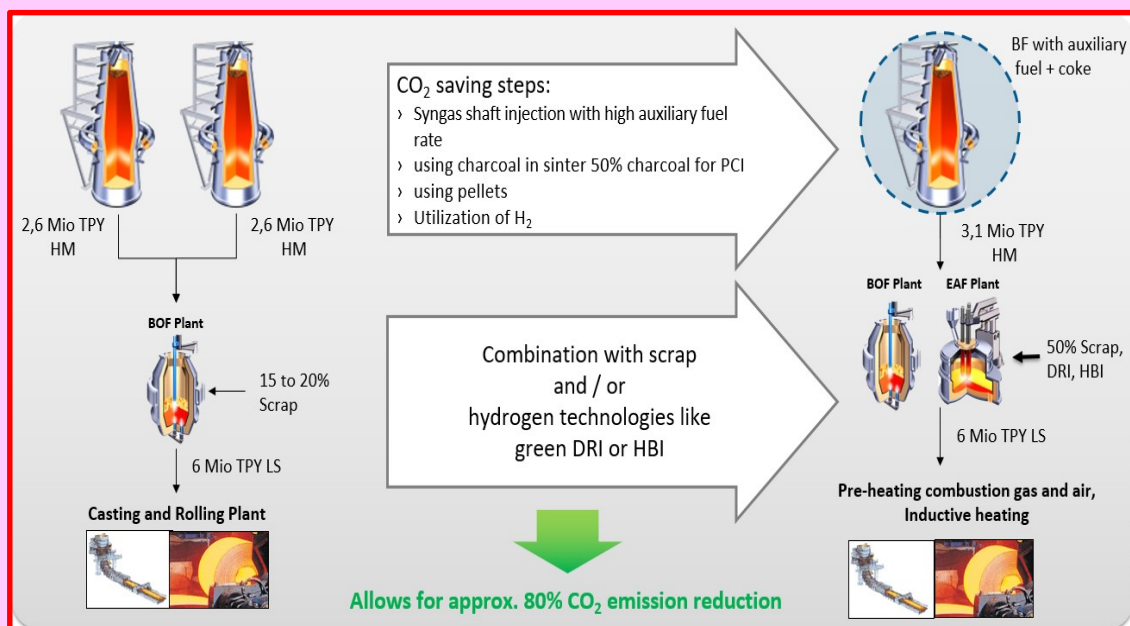 2,6 Mio TPY
HM
2,6 Mio TPY
HM
BOF Plant
15 to 20%
Scrap
6 Mio TPY LS
Casting and Rolling Plant
CO₂ saving steps:
› Syngas shaft injection with high auxiliary fuel
rate
› using charcoal in sinter 50% charcoal for PCI
› using pellets
› Utilization of H₂
Combination with scrap
and / or
hydrogen technologies like
green DRI or HBI
Allows for approx. 80% CO₂ emission reduction
BF with auxiliary
fuel + coke
3,1 Mio TPY
HM
BOF Plant
EAF Plant
50% Scrap,
DRI, HBI
6 Mio TPY LS
Pre-heating combustion gas and air,
Inductive heating